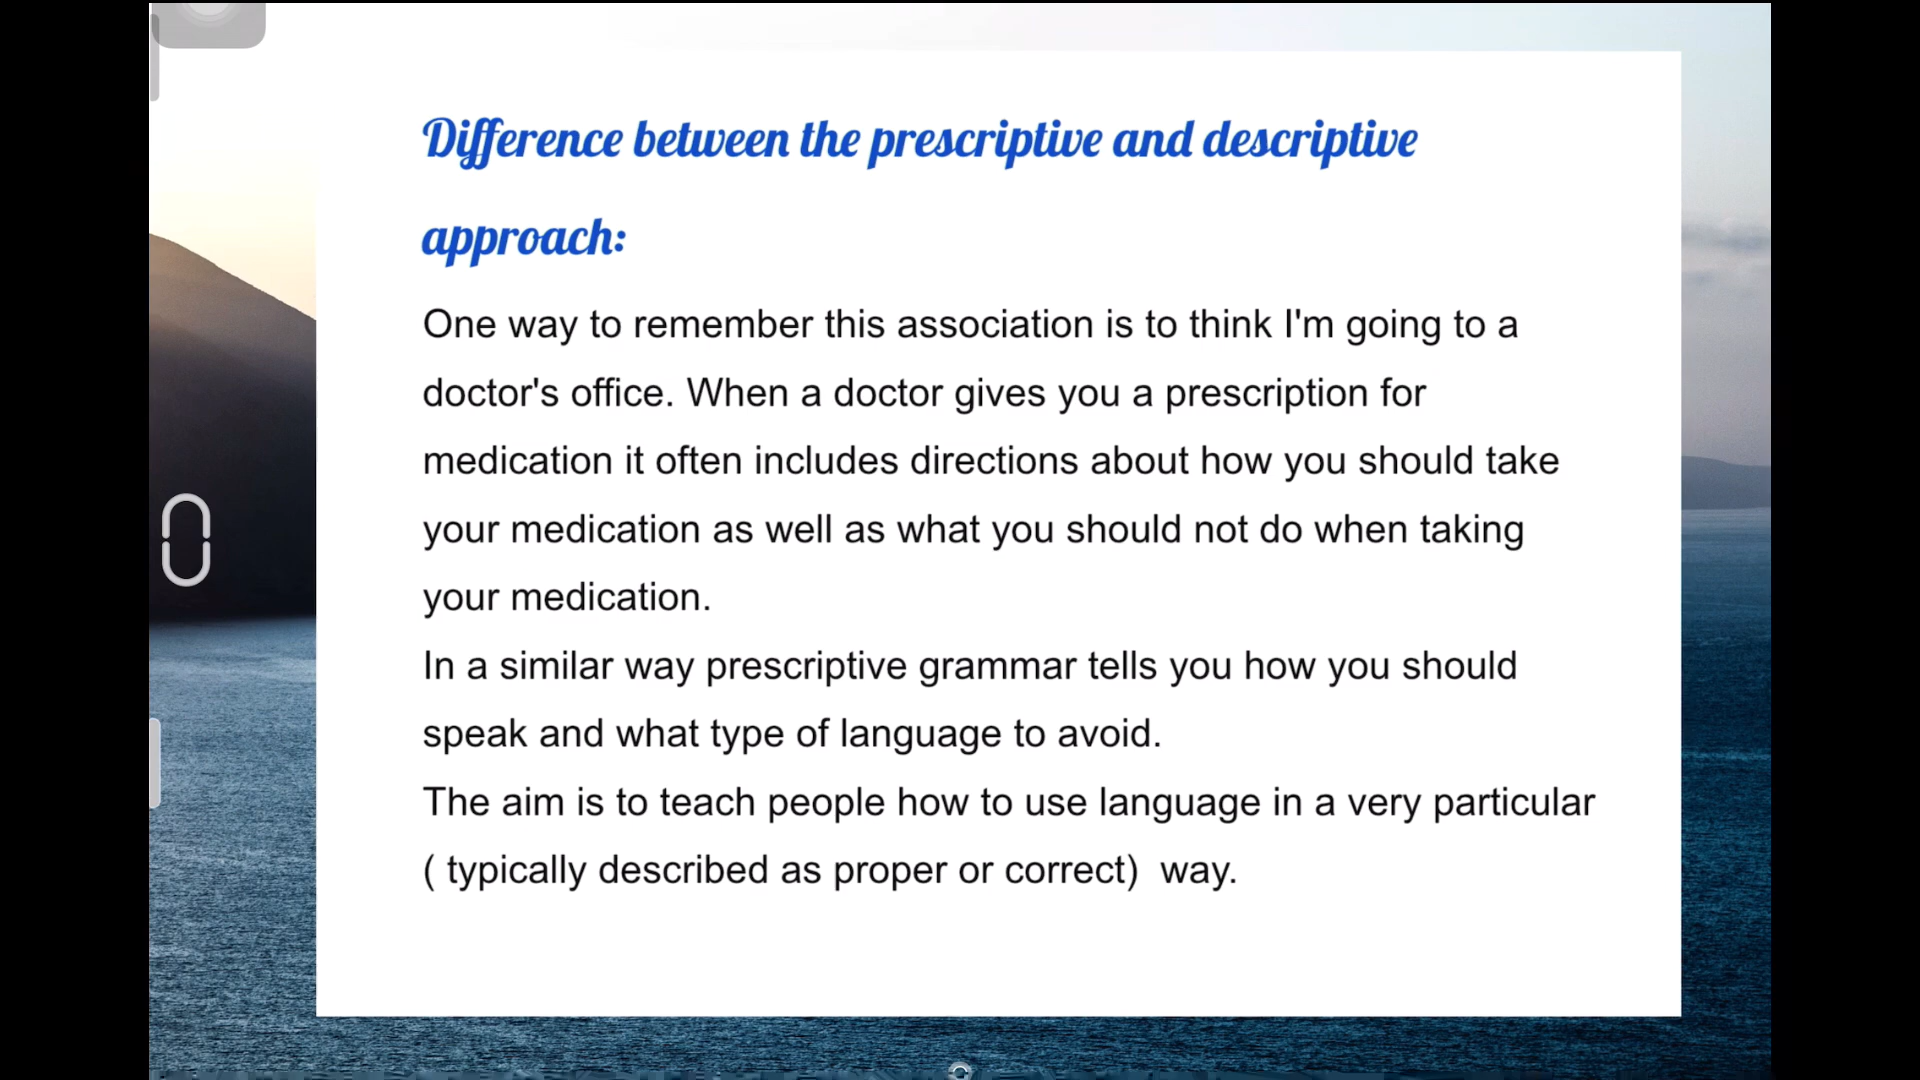 Difference between the prescriptive and descriptive
approach:
One way to remember this association is to think I'm going to a
doctor's office. When a doctor gives you a prescription for
medication it often includes directions about how you should take
your medication as well as what you should not do when taking
your medication.
In a similar way prescriptive grammar tells you how you should
speak and what type of language to avoid.
The aim is to teach people how to use language in a very particular
( typically described as proper or correct)  way.